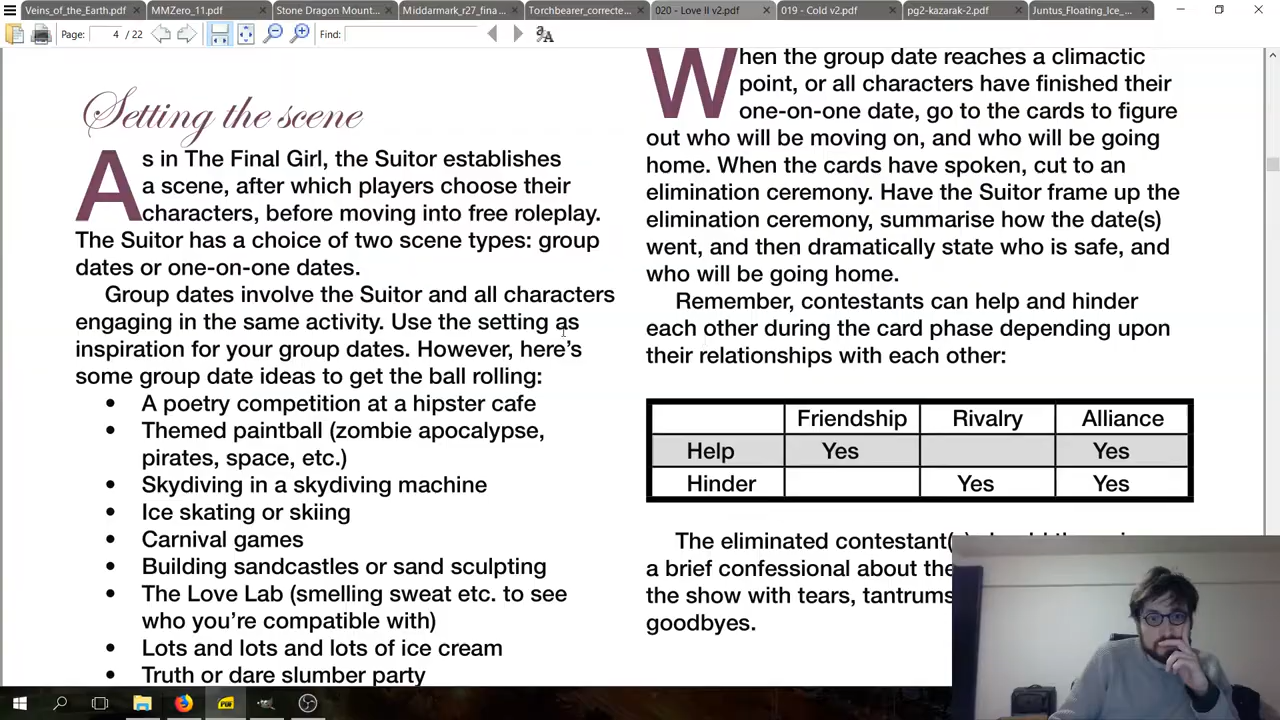 Veins_of_the_Earth.pdf
MMZero_11.pdf
Stone Dragon Mount...
Middarmark_r27_fina...
Torchbearer_correcte...
020 - Love II v2.pdf
019 - Cold v2.pdf
pg2-kazarak-2.pdf
Juntus_Floating_Ice_...
Page: 4 / 22
Find:
Setting the scene
As in The Final Girl, the Suitor establishes
a scene, after which players choose their
characters, before moving into free roleplay.
The Suitor has a choice of two scene types: group
dates or one-on-one dates.
Group dates involve the Suitor and all characters
engaging in the same activity. Use the setting as
inspiration for your group dates. However, here's
some group date ideas to get the ball rolling:
• A poetry competition at a hipster cafe
• Themed paintball (zombie apocalypse,
pirates, space, etc.)
• Skydiving in a skydiving machine
• Ice skating or skiing
• Carnival games
• Building sandcastles or sand sculpting
• The Love Lab (smelling sweat etc. to see
who you're compatible with)
• Lots and lots and lots of ice cream
• Truth or dare slumber party
When the group date reaches a climactic
point, or all characters have finished their
one-on-one date, go to the cards to figure
out who will be moving on, and who will be going
home. When the cards have spoken, cut to an
elimination ceremony. Have the Suitor frame up the
elimination ceremony, summarise how the date(s)
went, and then dramatically state who is safe, and
who will be going home.
Remember, contestants can help and hinder
each other during the card phase depending upon
their relationships with each other:
Friendship Rivalry Alliance
Help Yes Yes
Hinder Yes Yes
The eliminated contestant(s)
a brief confessional about
the show with tears, tantrums
goodbyes.